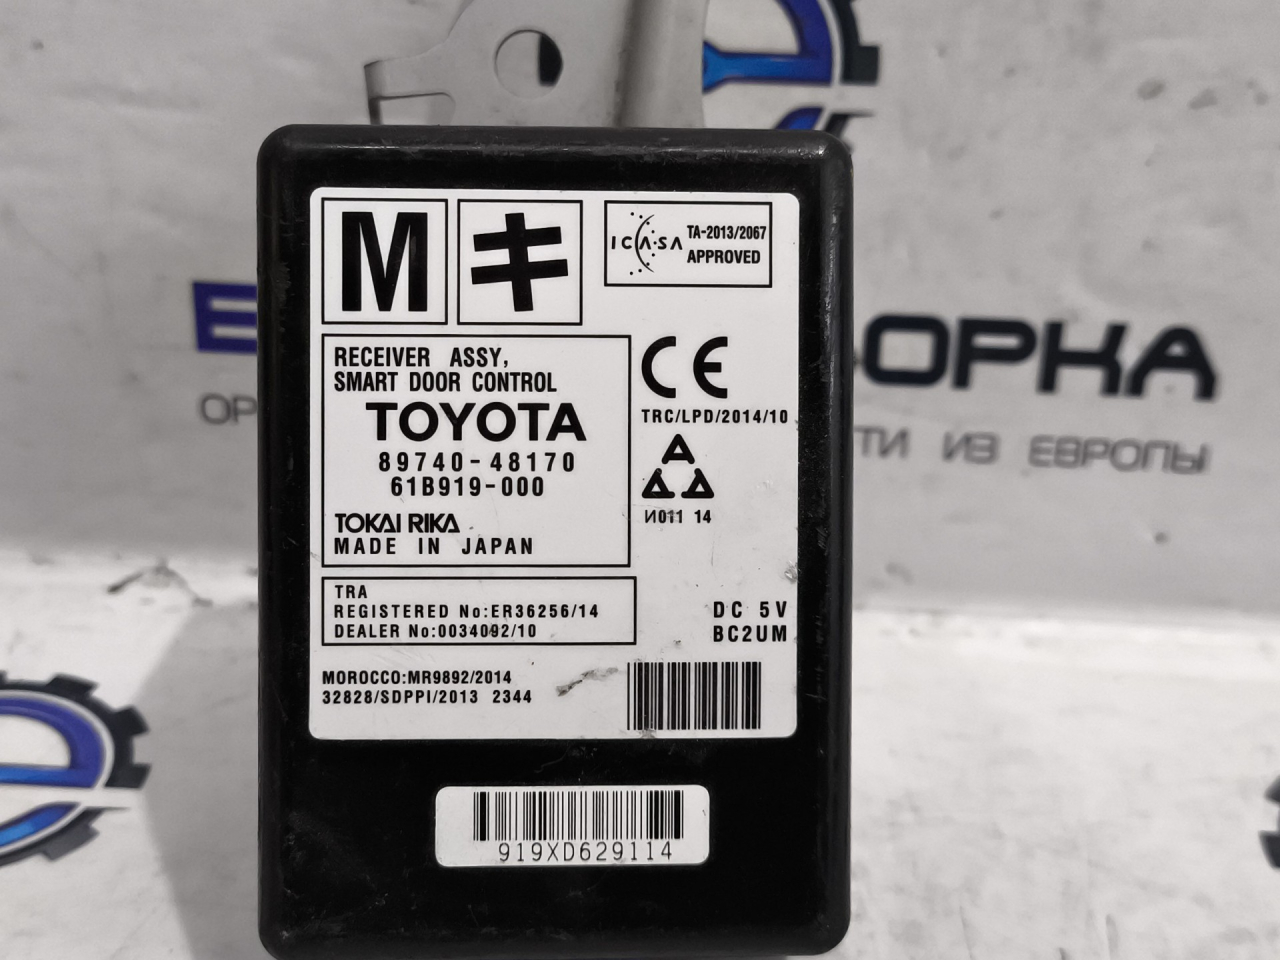 M キ
ICASA TA-2013/2067
APPROVED
RECEIVER ASSY,
SMART DOOR CONTROL
TOYOTA
89740-48170
61B919-000
TOKAI RIKA
MADE IN JAPAN
CE
TRC/LPD/2014/10
A
И011 14
TRA
REGISTERED No:ER36256/14
DEALER No:0034092/10
DC 5V
BC2UM
MOROCCO:MR9892/2014
32828/SDPPI/2013 2344
919XD629114
ОРКА
ИЗ ЕВРОПЫ